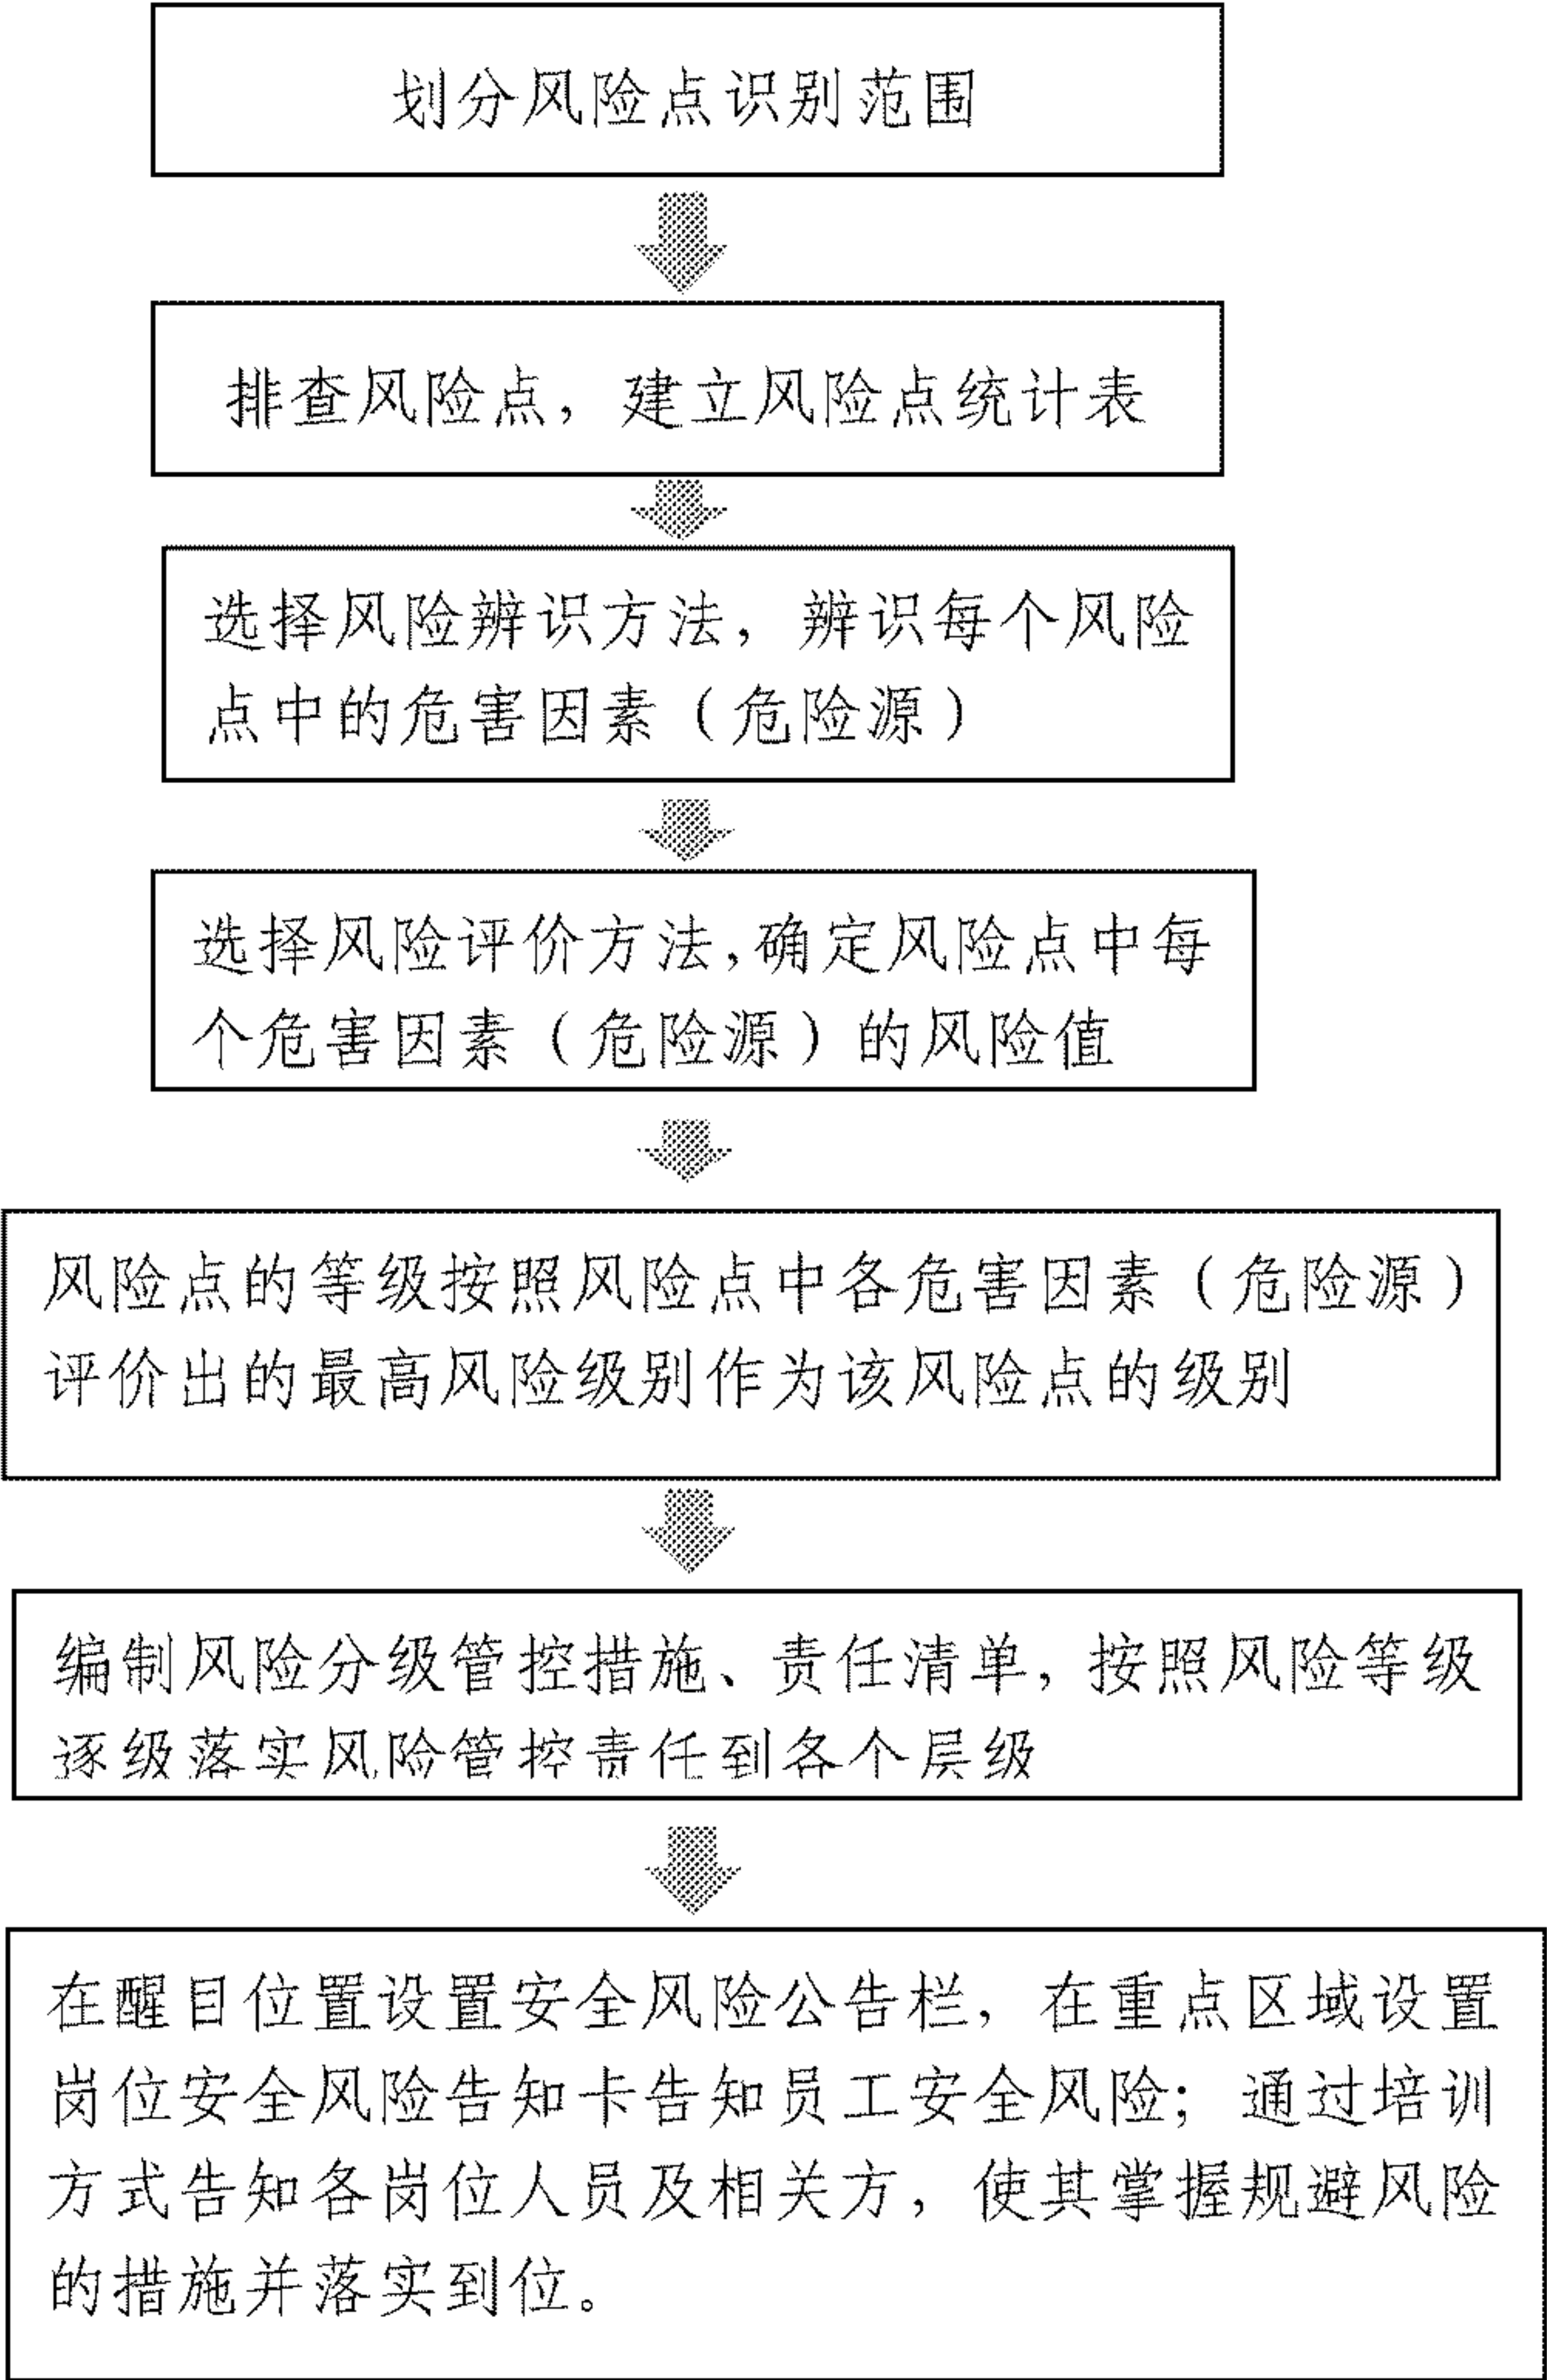 划分风险点识别范围
排查风险点，建立风险点统计表
选择风险辨识方法，辨识每个风险
点中的危害因素（危险源）
选择风险评价方法,确定风险点中每
个危害因素（危险源）的风险值
风险点的等级按照风险点中各危害因素（危险源）
评价出的最高风险级别作为该风险点的级别
编制风险分级管控措施、责任清单，按照风险等级
逐级落实风险管控责任到各个层级
在醒目位置设置安全风险公告栏，在重点区域设置
岗位安全风险告知卡告知员工安全风险；通过培训
方式告知各岗位人员及相关方，使其掌握规避风险
的措施并落实到位。